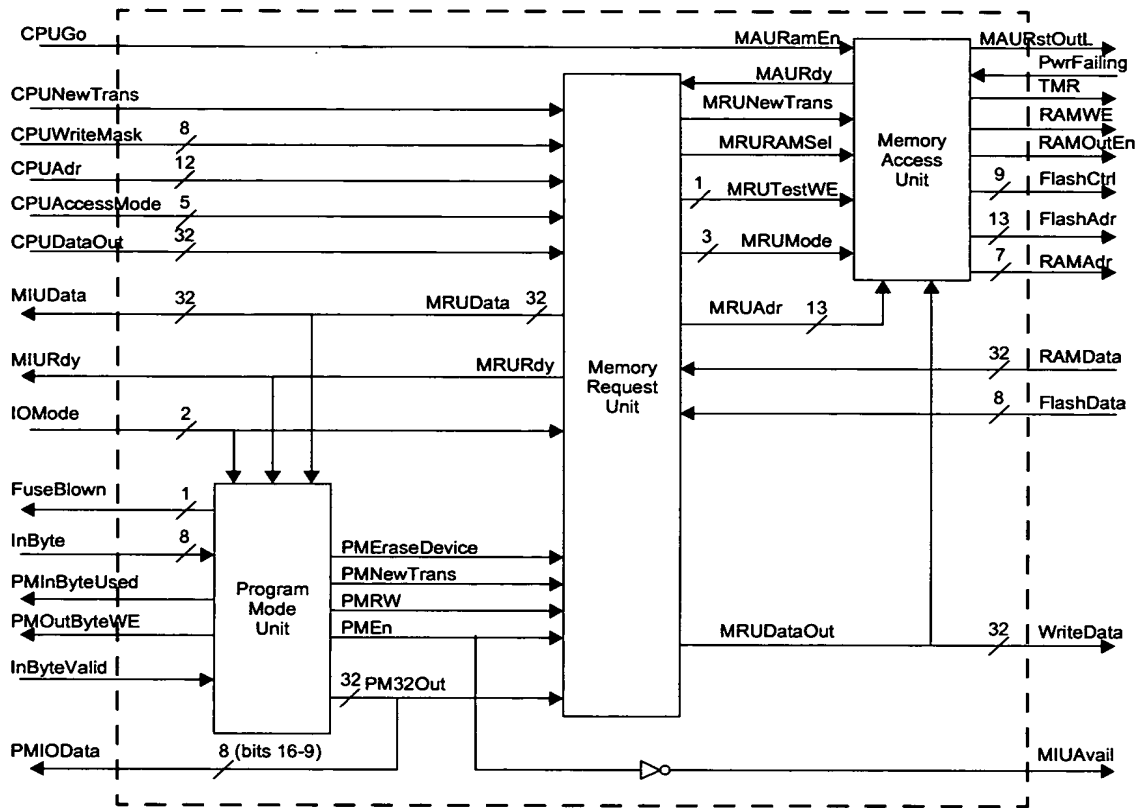 CPUGo
MAURamEn
MAURstOutL
PwrFailing
MAURdy
TMR
CPUNewTrans
MRUNewTrans
RAMWE
CPUWriteMask
8
MRURAMSel
Memory
Access
Unit
RAMOutEn
CPUAdr
12
9
FlashCtrl
1
MRUTestWE
CPUAccessMode
5
13
FlashAdr
CPUDataOut
32
3
MRUMode
7
RAMAdr
MIUData
32
MRUData
32
MRUAdr
13
MIURdy
MRURdy
Memory
Request
Unit
32
RAMData
IOMode
2
8
FlashData
FuseBlown
1
InByte
8
PMEraseDevice
PMInByteUsed
Program
Mode
Unit
PMNewTrans
PMRW
PMOutByteWE
PMEn
MRUDataOut
32
WriteData
InByteValid
32
PM32Out
PMIOData
8 (bits 16-9)
MIUAvail